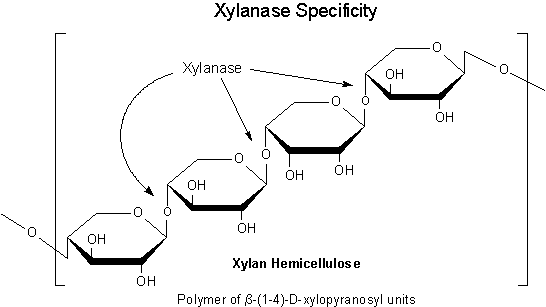 Xylanase Specificity
O
O
Xylanase
OH
O
O
OH
O
O
OH
OH
OH
O
O
OH
O
OH
Xylan Hemicellulose
OH
Polymer of β-(1-4)-D-xylopyranosyl units